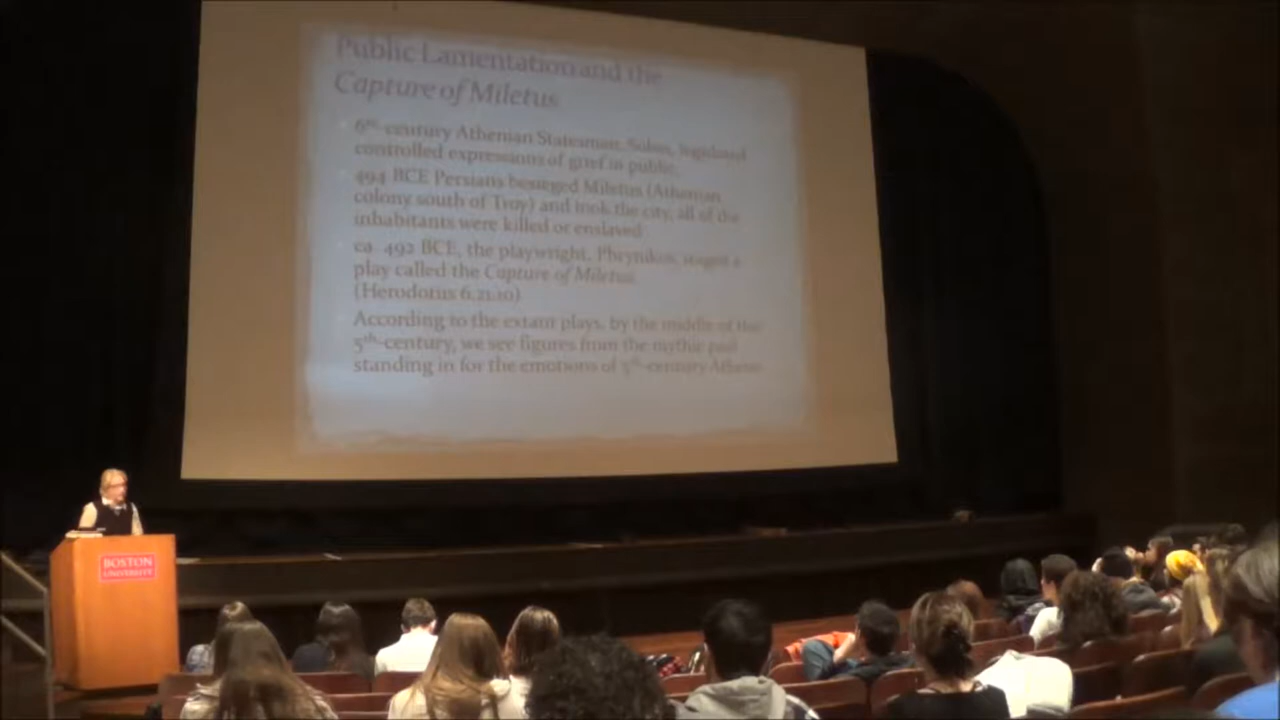 Public Lamentation and the
Capture of Miletus
6th-century Athenian Statesman, Solon, legislated
controlled expressions of grief in public.
494 BCE Persians besieged Miletus (Athenian
colony south of Troy) and took the city, all of the
inhabitants were killed or enslaved
ca. 492 BCE, the playwright, Phrynikos, staged a
play called the Capture of Miletus.
(Herodotus 6.21.10)
According to the extant plays, by the middle of the
5th-century, we see figures from the mythic past
standing in for the emotions of 5th-century Athens
BOSTON
UNIVERSITY